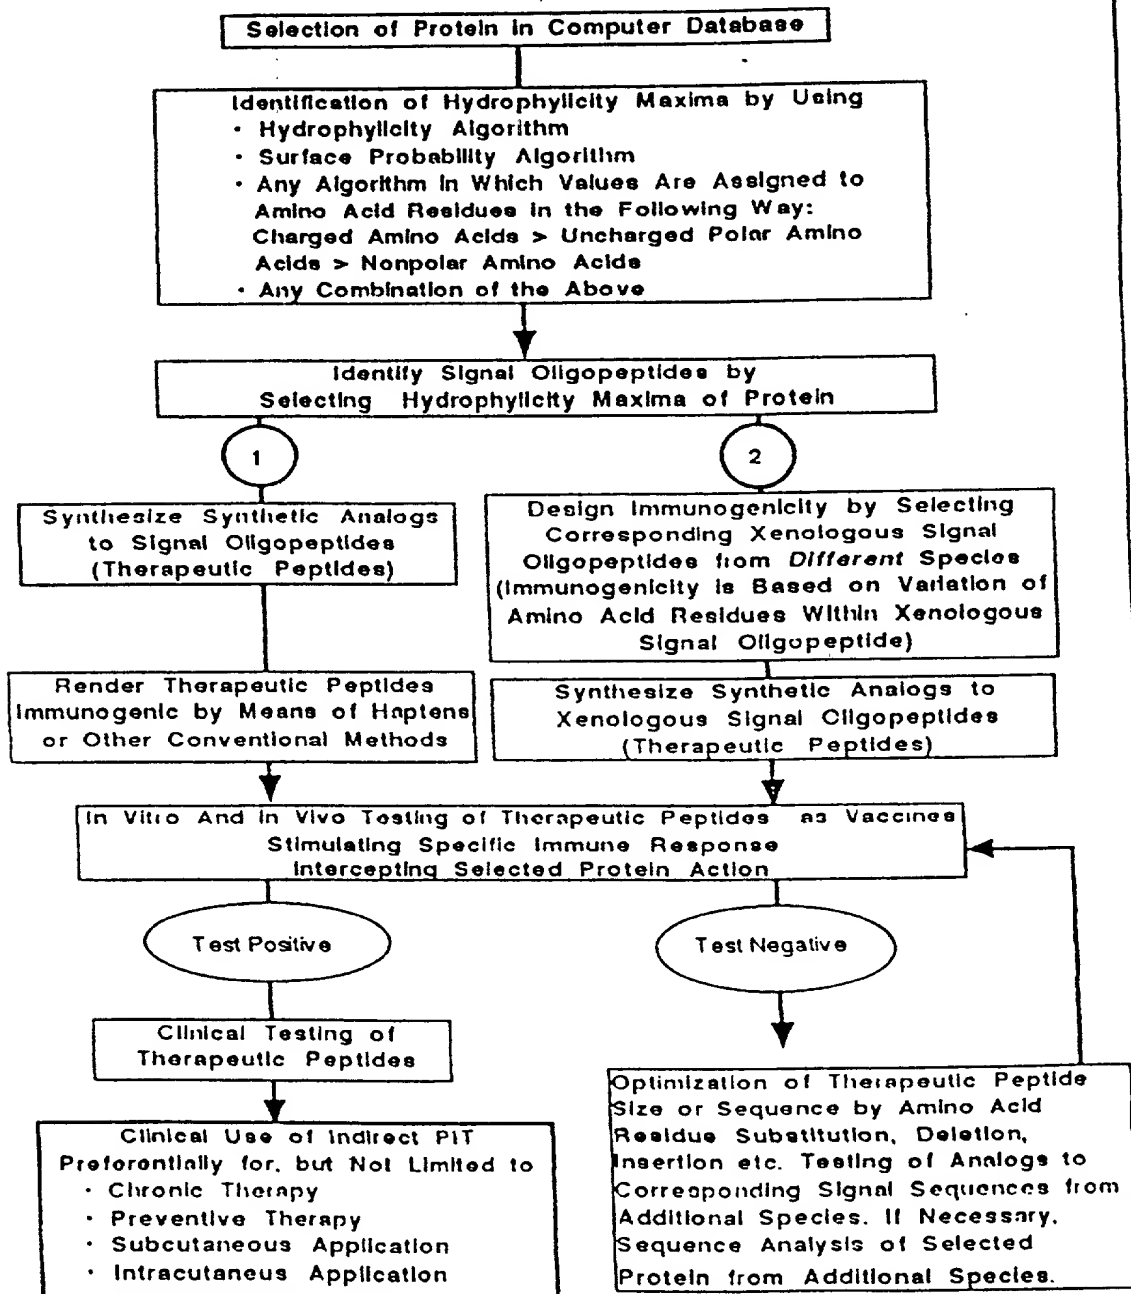 Selection of Protein in Computer Database
Identification of Hydrophylicity Maxima by Using
· Hydrophylicity Algorithm
· Surface Probability Algorithm
· Any Algorithm in Which Values Are Assigned to
Amino Acid Residues in the Following Way:
Charged Amino Acids > Uncharged Polar Amino
Acids > Nonpolar Amino Acids
· Any Combination of the Above
Identify Signal Oligopeptides by
Selecting Hydrophylicity Maxima of Protein
1
Synthesize Synthetic Analogs
to Signal Oligopeptides
(Therapeutic Peptides)
Render Therapeutic Peptides
Immunogenic by Means of Haptens
or Other Conventional Methods
2
Design Immunogenicity by Selecting
Corresponding Xenologous Signal
Oligopeptides from Different Species
(Immunogenicity is Based on Variation of
Amino Acid Residues Within Xenologous
Signal Oligopeptide)
Synthesize Synthetic Analogs to
Xenologous Signal Oligopeptides
(Therapeutic Peptides)
In Vitro And In Vivo Testing of Therapeutic Peptides as Vaccines
Stimulating Specific Immune Response
Intercepting Selected Protein Action
Test Positive
Clinical Testing of
Therapeutic Peptides
Clinical Use of Indirect PIT
Preferentially for, but Not Limited to
· Chronic Therapy
· Preventive Therapy
· Subcutaneous Application
· Intracutaneus Application
Test Negative
Optimization of Therapeutic Peptide
Size or Sequence by Amino Acid
Residue Substitution, Deletion,
Insertion etc. Testing of Analogs to
Corresponding Signal Sequences from
Additional Species. If Necessary,
Sequence Analysis of Selected
Protein from Additional Species.